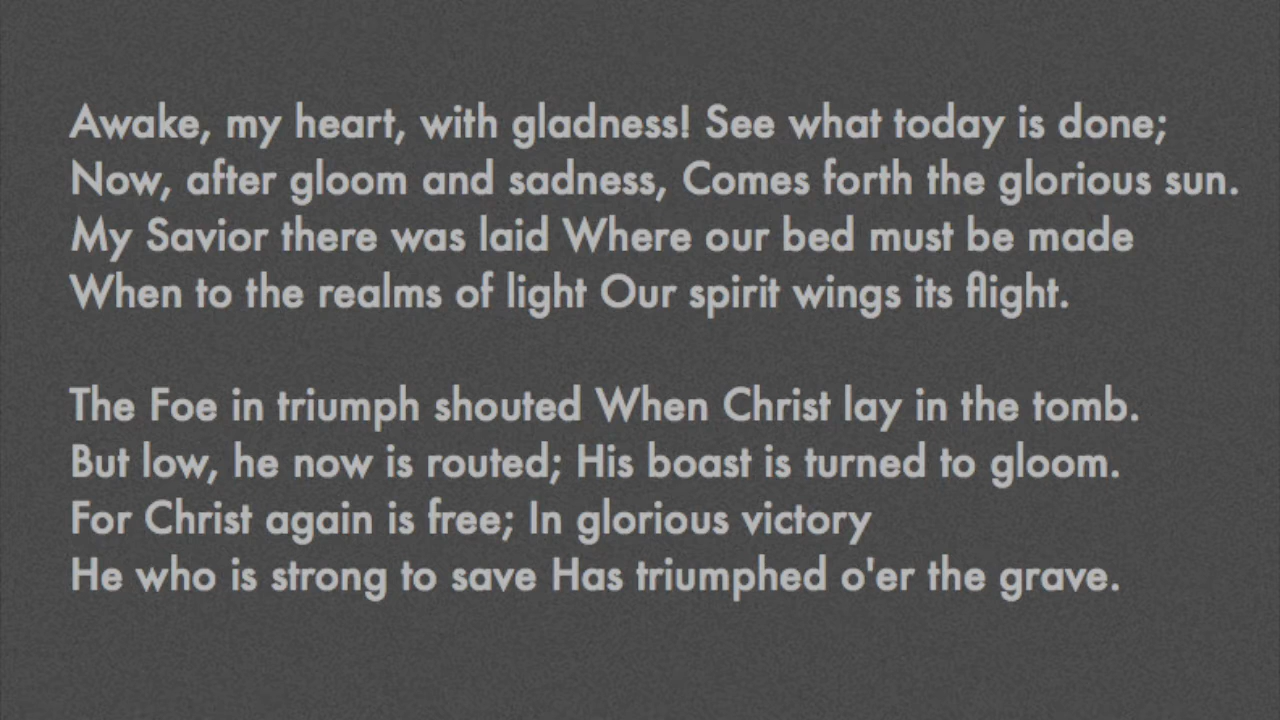 Awake, my heart, with gladness! See what today is done;
Now, after gloom and sadness, Comes forth the glorious sun.
My Savior there was laid Where our bed must be made
When to the realms of light Our spirit wings its flight.

The Foe in triumph shouted When Christ lay in the tomb.
But low, he now is routed; His boast is turned to gloom.
For Christ again is free; In glorious victory
He who is strong to save Has triumphed o'er the grave.